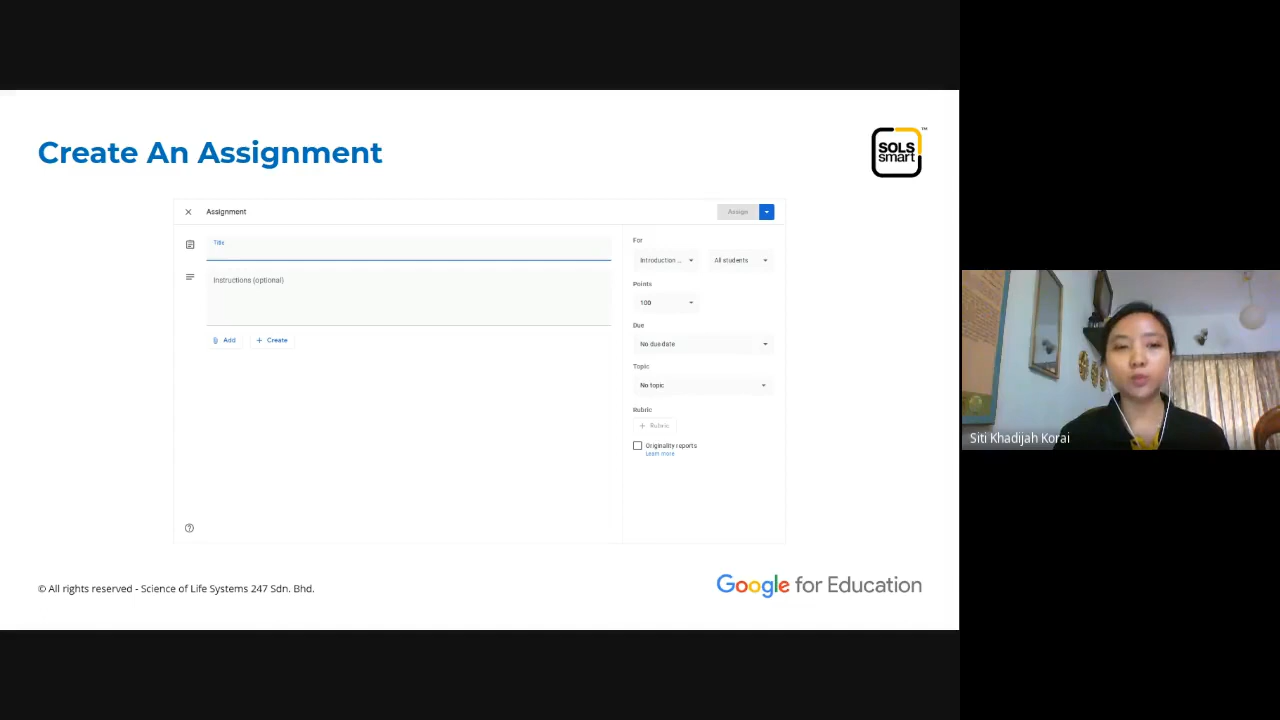 Create An Assignment
SOLS
smart
™
Assignment
Assign
Title
Instructions (optional)
Add
+ Create
For
Introduction ...
All students
Points
100
Due
No due date
Topic
No topic
Rubric
+ Rubric
Originality reports
Learn more
© All rights reserved - Science of Life Systems 247 Sdn. Bhd.
Google for Education
Siti Khadijah Korai